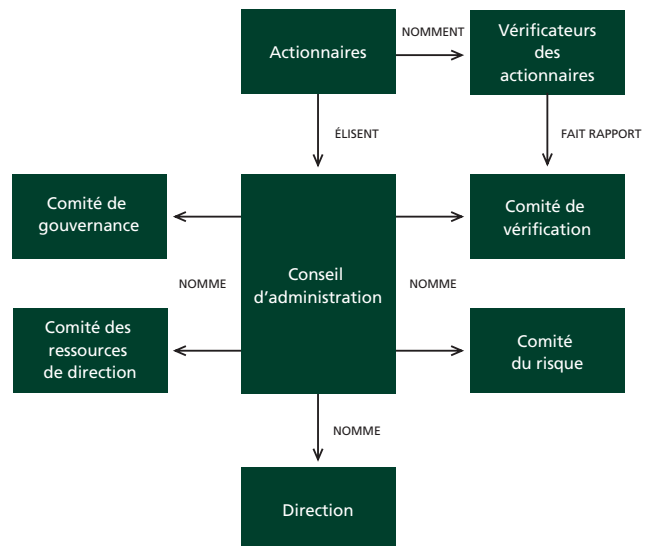 Actionnaires
NOMMENT
Vérificateurs
des
actionnaires
ÉLISENT
FAIT RAPPORT
Comité de
gouvernance
Conseil
d’administration
Comité de
vérification
NOMME
NOMME
Comité des
ressources
de direction
Comité
du risque
NOMME
Direction